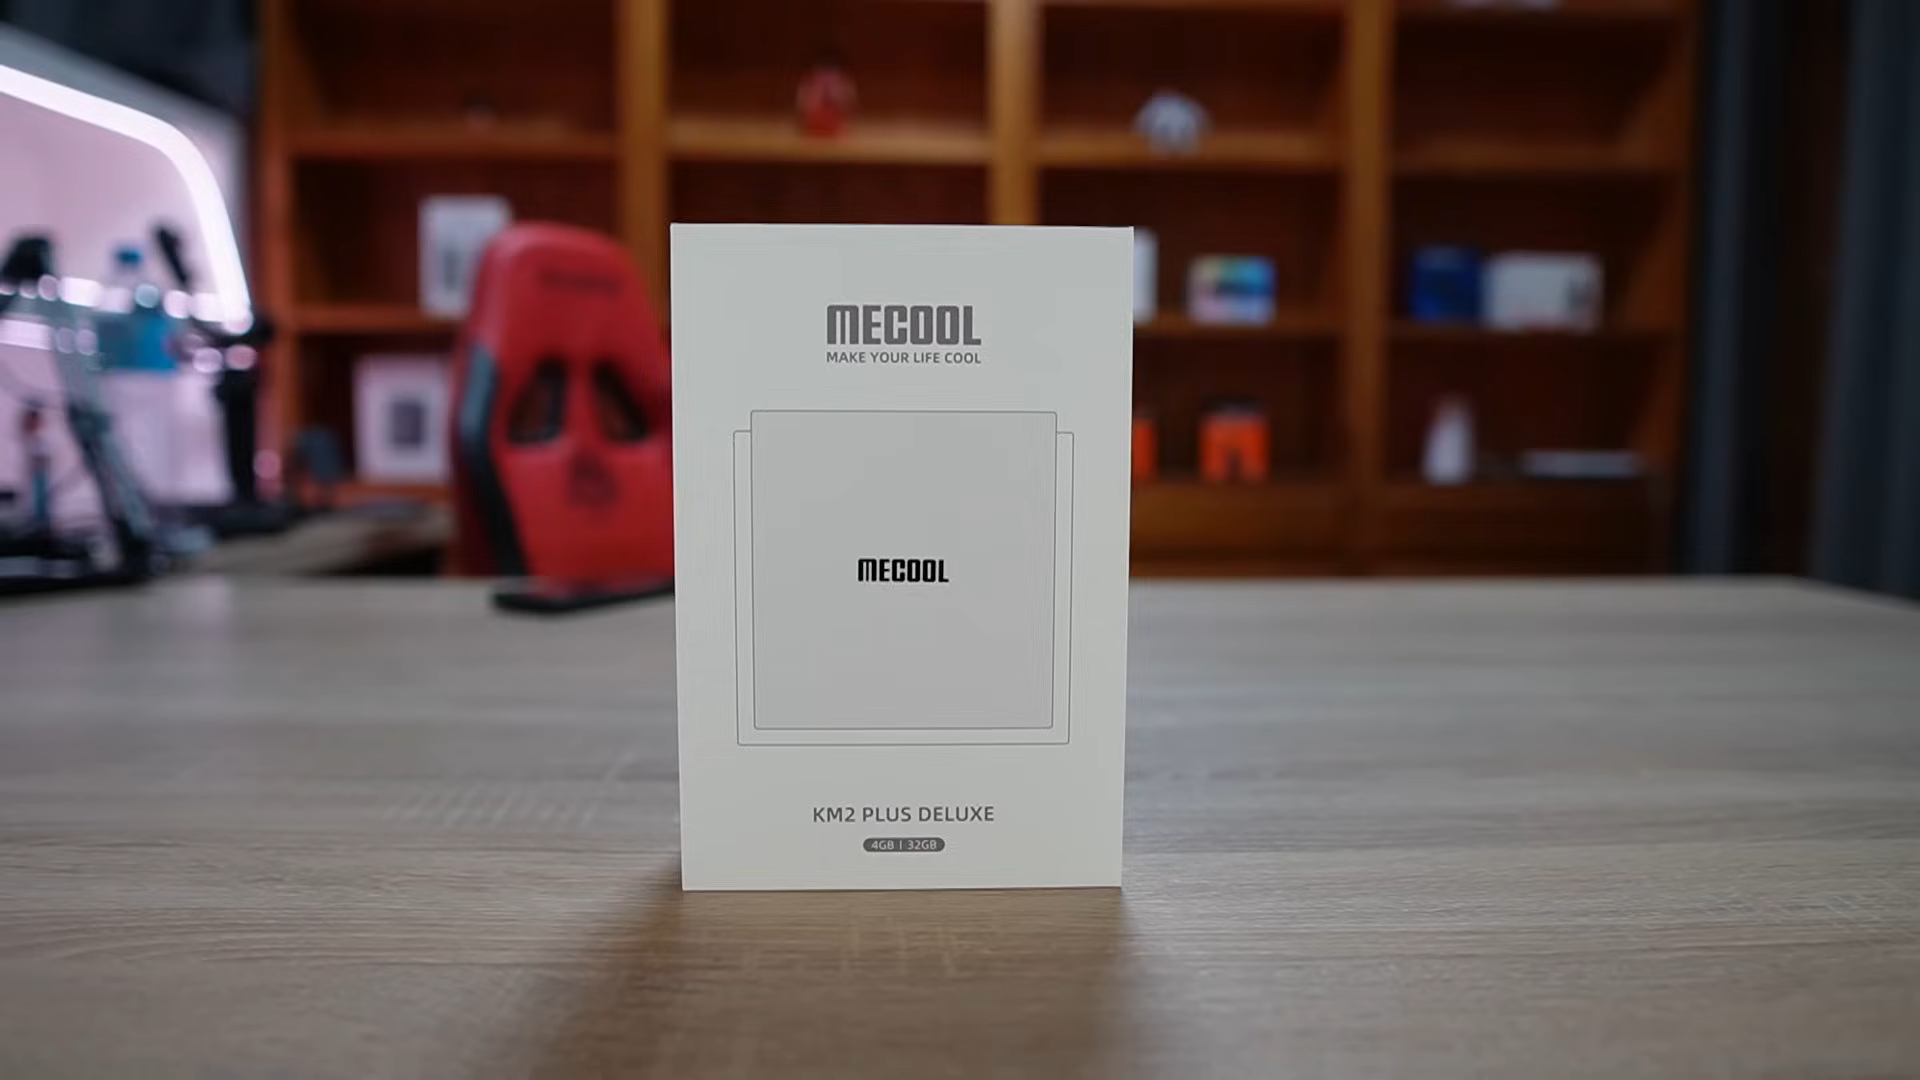 MECOOL
MAKE YOUR LIFE COOL
MECOOL
KM2 PLUS DELUXE
4GB | 32GB